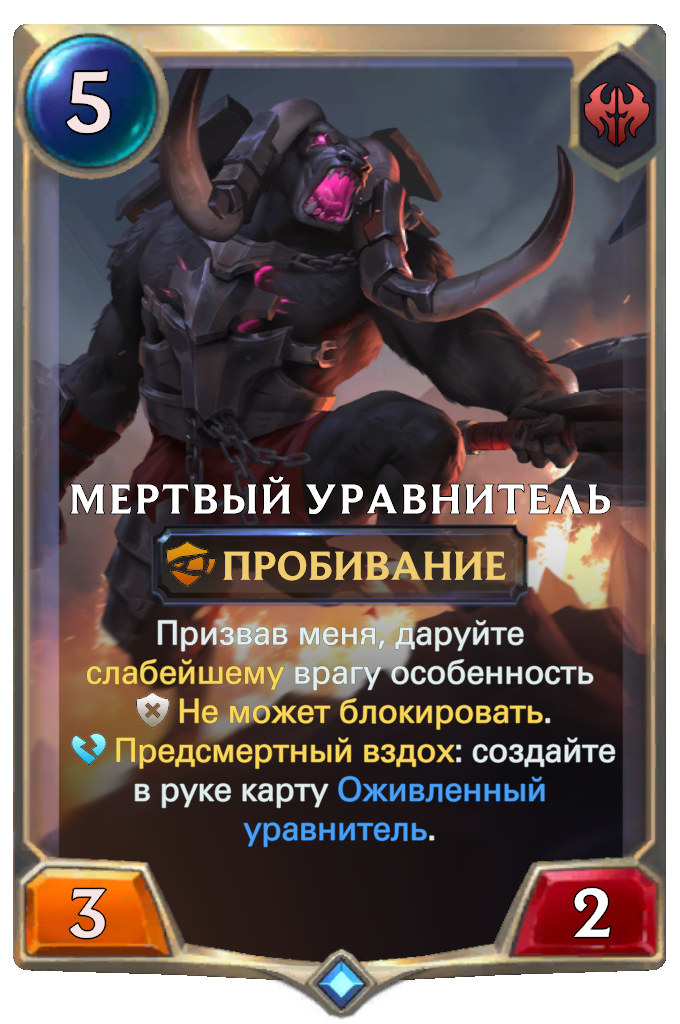 5
МЕРТВЫЙ УРАВНИТЕЛЬ
ПРОБИВАНИЕ
Призвав меня, даруйте
слабейшему врагу особенность
Не может блокировать.
Предсмертный вздох: создайте
в руке карту Оживленный
уравнитель.
3
2